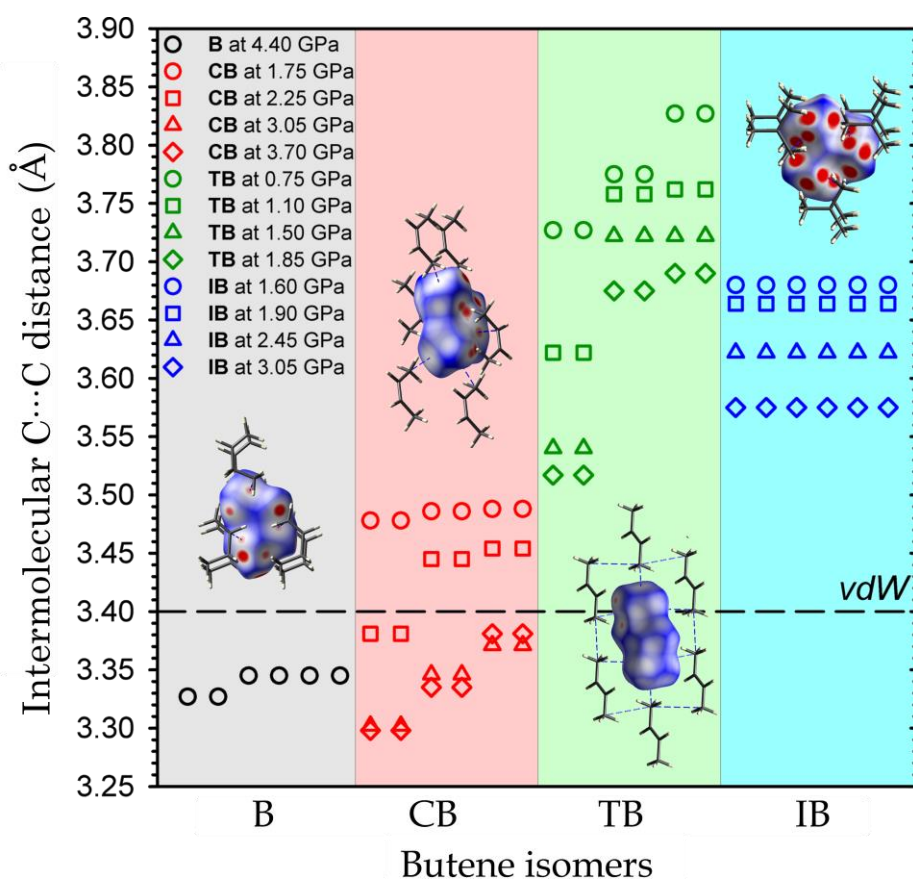 Intermolecular C···C distance (Å)
3.90
3.85
3.80
3.75
3.70
3.65
3.60
3.55
3.50
3.45
3.40
3.35
3.30
3.25
B at 4.40 GPa
CB at 1.75 GPa
CB at 2.25 GPa
CB at 3.05 GPa
CB at 3.70 GPa
TB at 0.75 GPa
TB at 1.10 GPa
TB at 1.50 GPa
TB at 1.85 GPa
IB at 1.60 GPa
IB at 1.90 GPa
IB at 2.45 GPa
IB at 3.05 GPa
vdW
B CB TB IB
Butene isomers